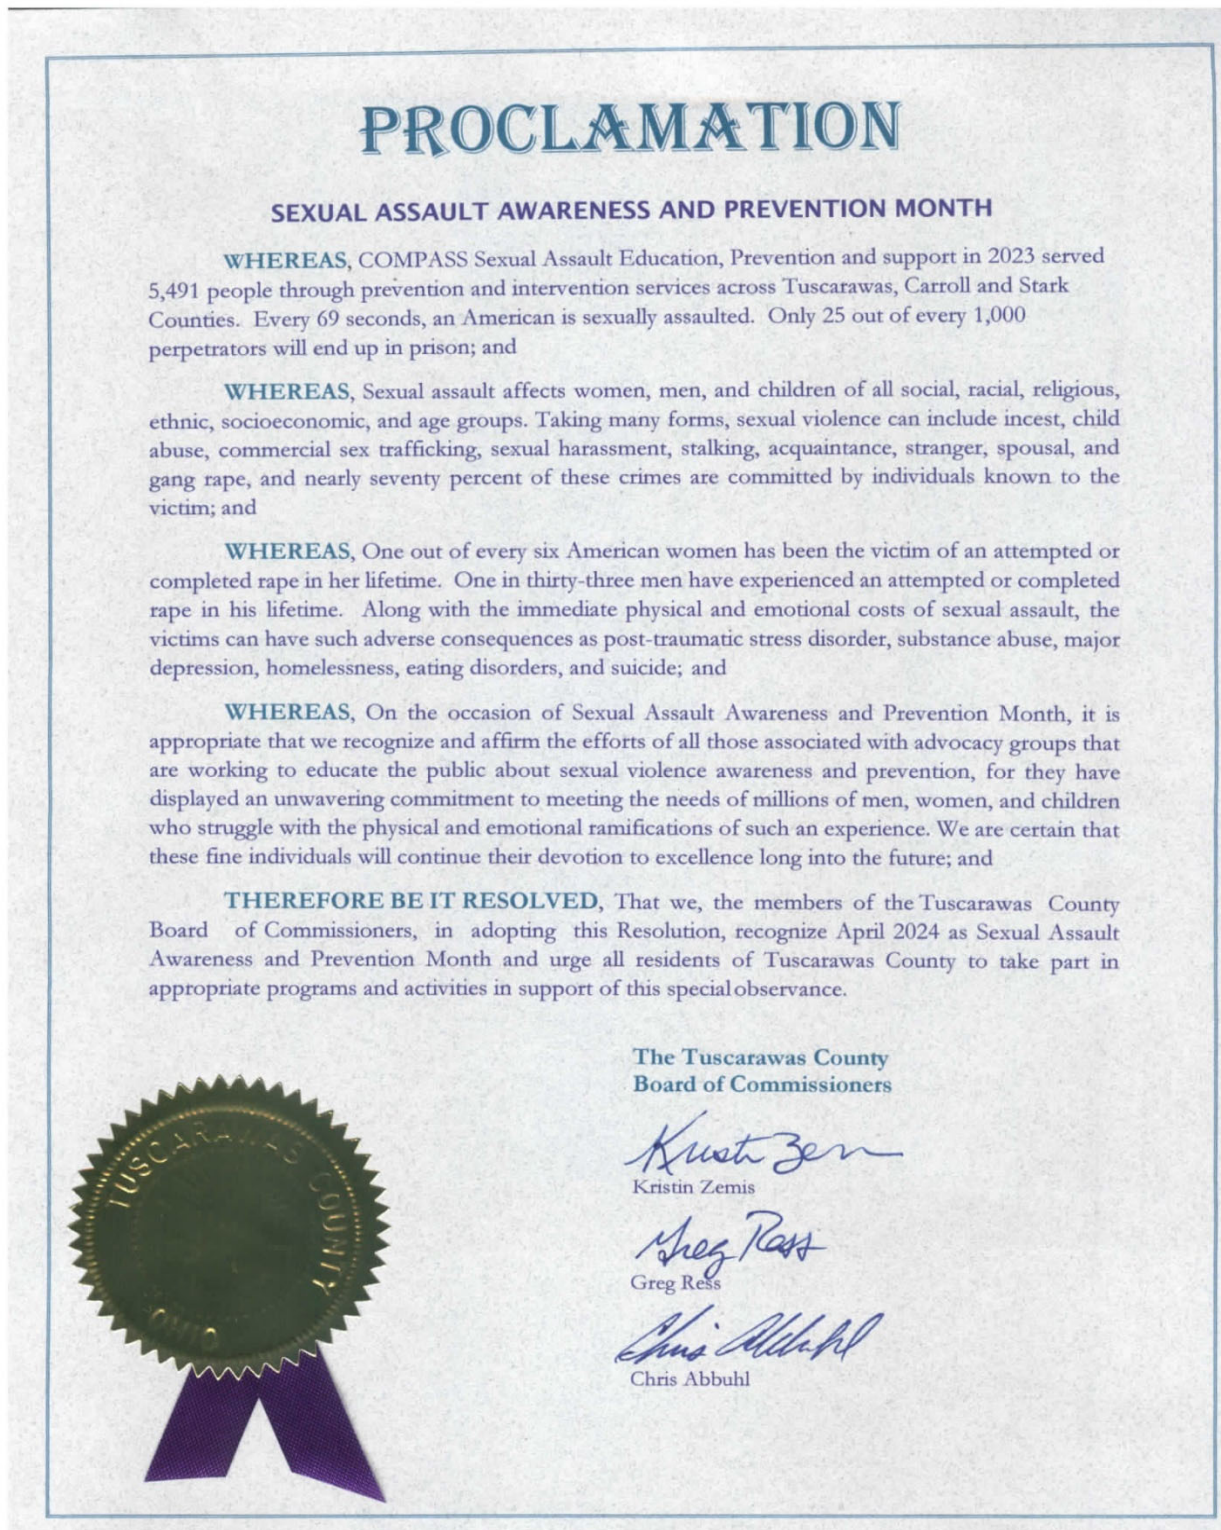 PROCLAMATION
SEXUAL ASSAULT AWARENESS AND PREVENTION MONTH
WHEREAS, COMPASS Sexual Assault Education, Prevention and support in 2023 served
5,491 people through prevention and intervention services across Tuscarawas, Carroll and Stark
Counties. Every 69 seconds, an American is sexually assaulted. Only 25 out of every 1,000
perpetrators will end up in prison; and
WHEREAS, Sexual assault affects women, men, and children of all social, racial, religious,
ethnic, socioeconomic, and age groups. Taking many forms, sexual violence can include incest, child
abuse, commercial sex trafficking, sexual harassment, stalking, acquaintance, stranger, spousal, and
gang rape, and nearly seventy percent of these crimes are committed by individuals known to the
victim; and
WHEREAS, One out of every six American women has been the victim of an attempted or
completed rape in her lifetime. One in thirty-three men have experienced an attempted or completed
rape in his lifetime. Along with the immediate physical and emotional costs of sexual assault, the
victims can have such adverse consequences as post-traumatic stress disorder, substance abuse, major
depression, homelessness, eating disorders, and suicide; and
WHEREAS, On the occasion of Sexual Assault Awareness and Prevention Month, it is
appropriate that we recognize and affirm the efforts of all those associated with advocacy groups that
are working to educate the public about sexual violence awareness and prevention, for they have
displayed an unwavering commitment to meeting the needs of millions of men, women, and children
who struggle with the physical and emotional ramifications of such an experience. We are certain that
these fine individuals will continue their devotion to excellence long into the future; and
THEREFORE BE IT RESOLVED, That we, the members of the Tuscarawas County
Board of Commissioners, in adopting this Resolution, recognize April 2024 as Sexual Assault
Awareness and Prevention Month and urge all residents of Tuscarawas County to take part in
appropriate programs and activities in support of this special observance.
The Tuscarawas County
Board of Commissioners
Kristin Zemis
Greg Ress
Greg Ress
Chris Abbuhl
Chris Abbuhl
TUSCARAWAS COUNTY
OHIO